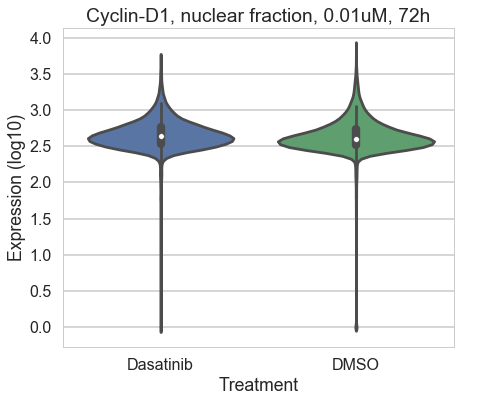 Cyclin-D1, nuclear fraction, 0.01uM, 72h
Expression (log10)
4.0
3.5
3.0
2.5
2.0
1.5
1.0
0.5
0.0
Dasatinib DMSO
Treatment